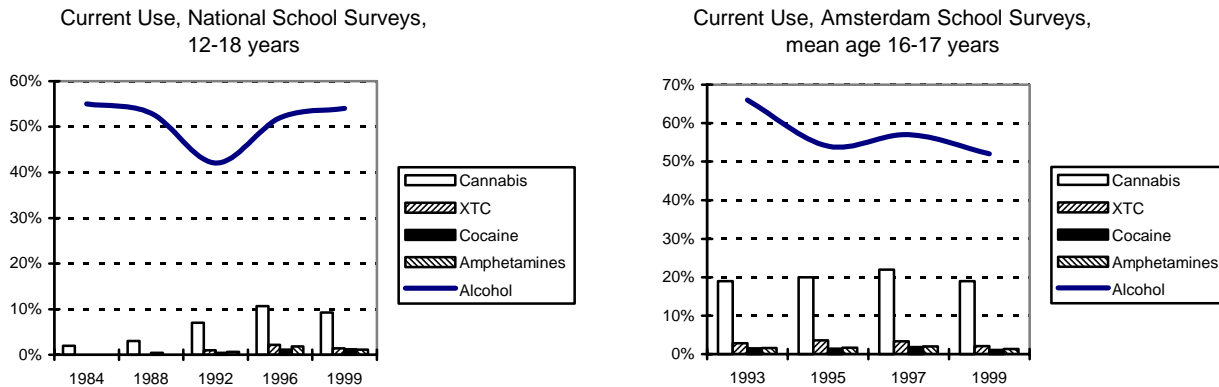 Current Use, National School Surveys,
12-18 years
60%
50%
40%
30%
20%
10%
0%
1984 1988 1992 1996 1999
Cannabis
XTC
Cocaine
Amphetamines
Alcohol
Current Use, Amsterdam School Surveys,
mean age 16-17 years
70%
60%
50%
40%
30%
20%
10%
0%
1993 1995 1997 1999
Cannabis
XTC
Cocaine
Amphetamines
Alcohol